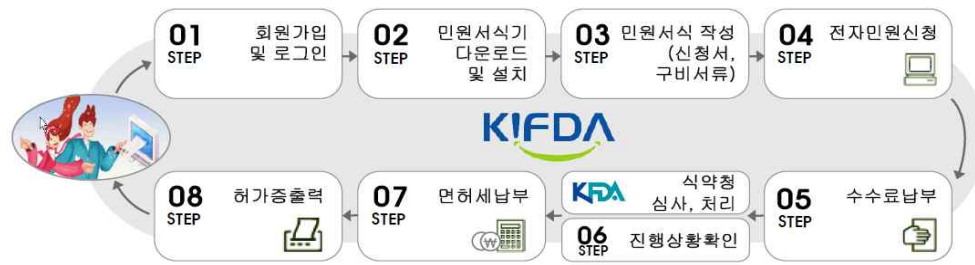 01
STEP
회원가입
및 로그인
02
STEP
민원서식기
다운로드
및 설치
03
STEP
민원서식 작성
(신청서,
구비서류)
04
STEP
전자민원신청
KIFDA
08
STEP
허가증출력
07
STEP
면허세납부
₩
KFDA
식약청
심사, 처리
06
STEP
진행상황확인
05
STEP
수수료납부